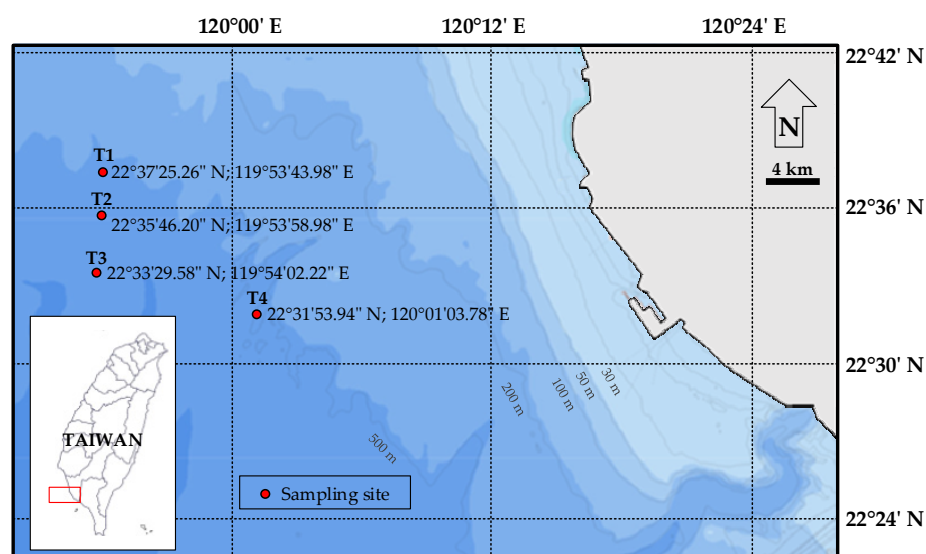 120°00' E
120°12' E
120°24' E
22°42' N
N
4 km
T1
22°37'25.26" N; 119°53'43.98" E
T2
22°36' N
22°35'46.20" N; 119°53'58.98" E
T3
22°33'29.58" N; 119°54'02.22" E
T4
22°31'53.94" N; 120°01'03.78" E
22°30' N
30 m
50 m
100 m
200 m
500 m
TAIWAN
Sampling site
22°24' N